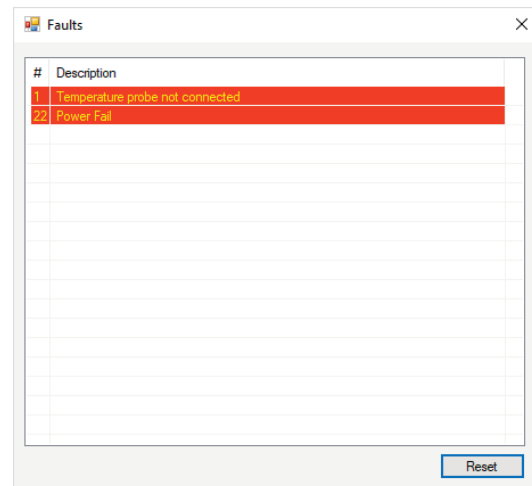 Faults
# Description
1 Temperature probe not connected
22 Power Fail
Reset